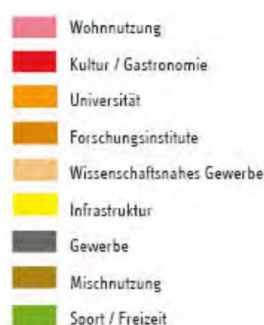 Wohnnutzung
Kultur / Gastronomie
Universität
Forschungsinstitute
Wissenschaftsnahes Gewerbe
Infrastruktur
Gewerbe
Mischnutzung
Sport / Freizeit